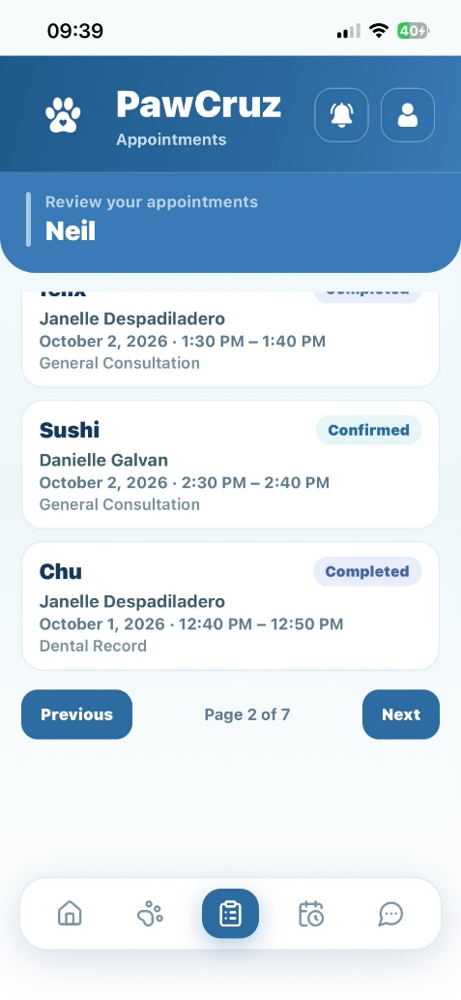 09:39
40
PawCruz
Appointments
Review your appointments
Neil
Completed
Janelle Despadiladero
October 2, 2026 · 1:30 PM – 1:40 PM
General Consultation
Sushi
Confirmed
Danielle Galvan
October 2, 2026 · 2:30 PM – 2:40 PM
General Consultation
Chu
Completed
Janelle Despadiladero
October 1, 2026 · 12:40 PM – 12:50 PM
Dental Record
Previous
Page 2 of 7
Next